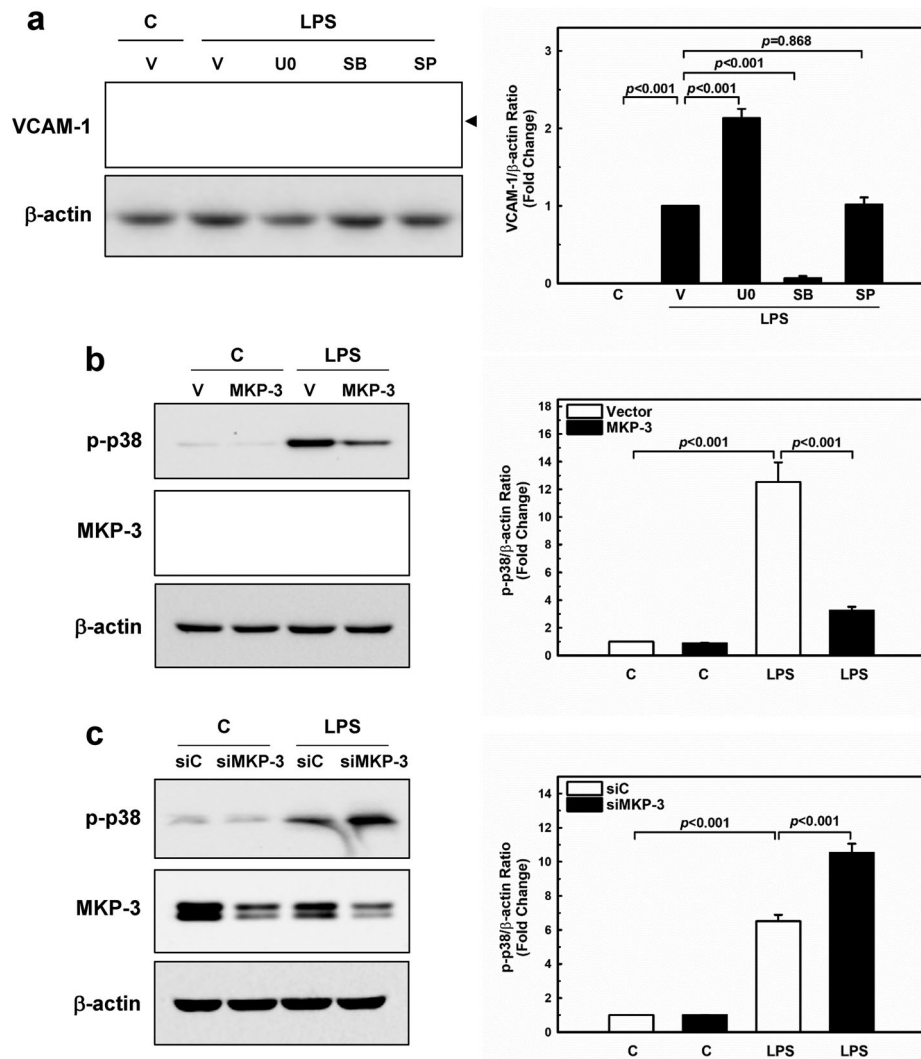 a
C LPS
V V U0 SB SP
VCAM-1
β-actin
3
2
1
0
VCAM-1/β-actin Ratio
(Fold Change)
p=0.868
p<0.001
p<0.001 p<0.001
C V U0 SB SP
LPS
b
C LPS
V MKP-3 V MKP-3
p-p38
MKP-3
β-actin
18
16
14
12
10
8
6
4
2
0
p-p38/β-actin Ratio
(Fold Change)
Vector
MKP-3
p<0.001 p<0.001
C C LPS LPS
c
C LPS
siC siMKP-3 siC siMKP-3
p-p38
MKP-3
β-actin
14
12
10
8
6
4
2
0
p-p38/β-actin Ratio
(Fold Change)
siC
siMKP-3
p<0.001 p<0.001
C C LPS LPS